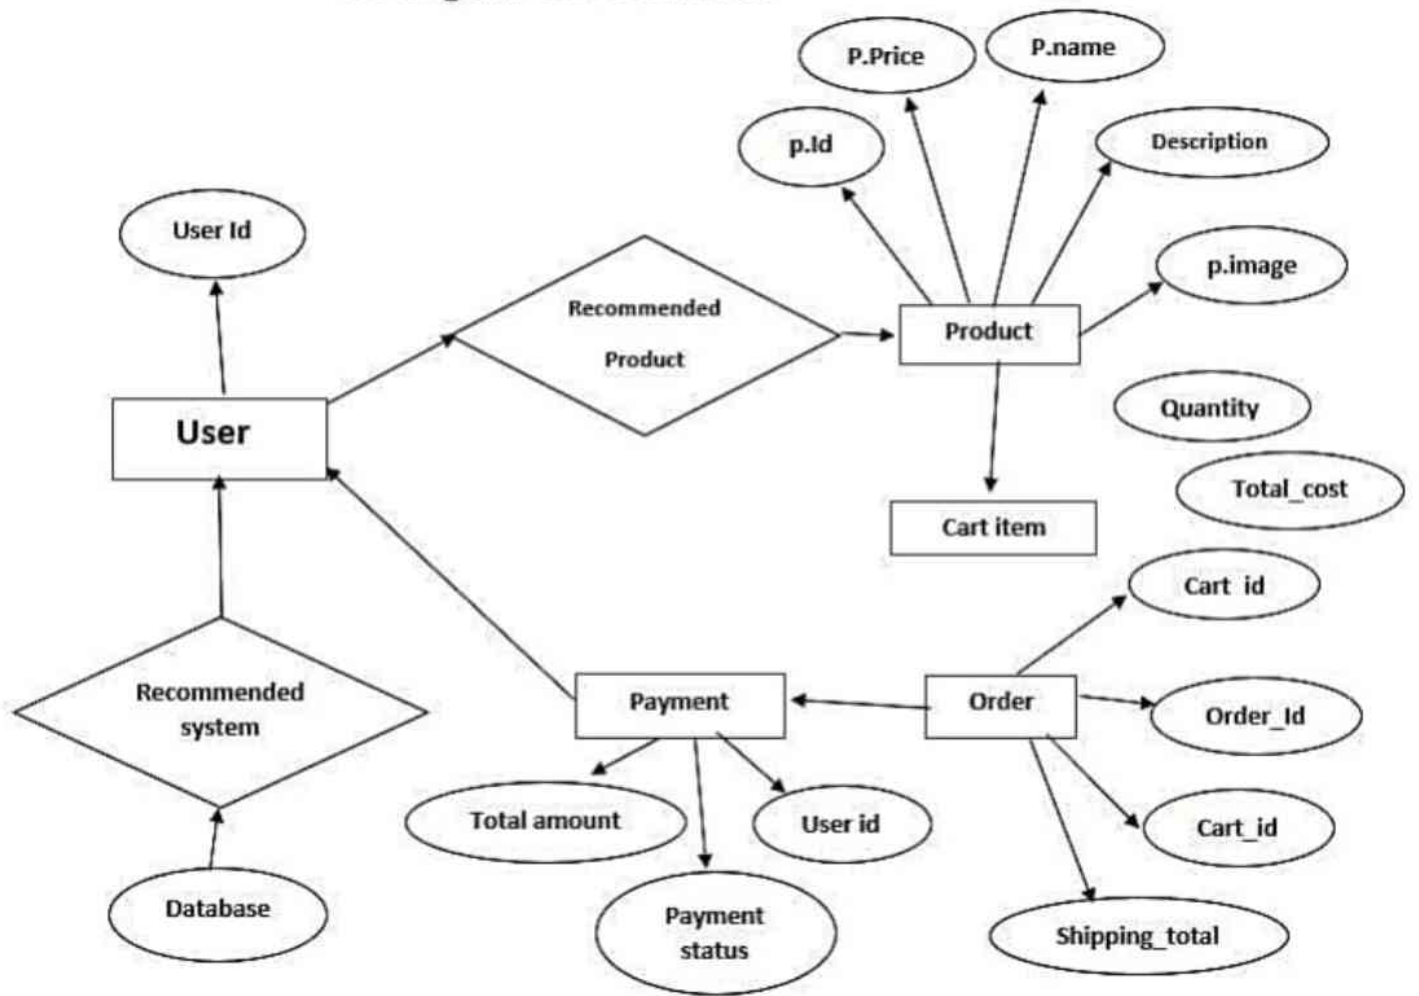 P.Price
P.name
p.Id
Description
User Id
p.image
Recommended
Product
Product
Quantity
User
Total_cost
Cart item
Cart id
Recommended
system
Payment
Order
Order_Id
Total amount
User id
Cart_id
Database
Payment
status
Shipping_total